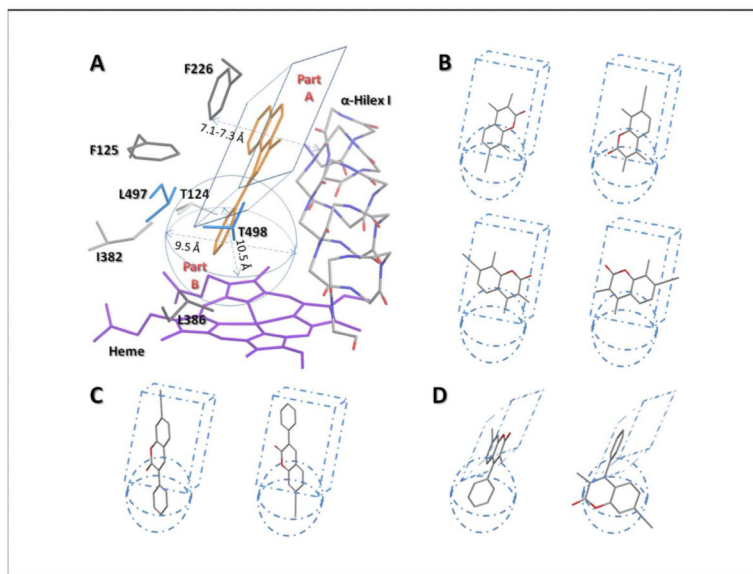 A
F226
Part
A
α-Hilex I
7.1-7.3 Å
F125
L497
T124
T498
9.5 Å
10.5 Å
I382
Part
B
L386
Heme
B
C
D